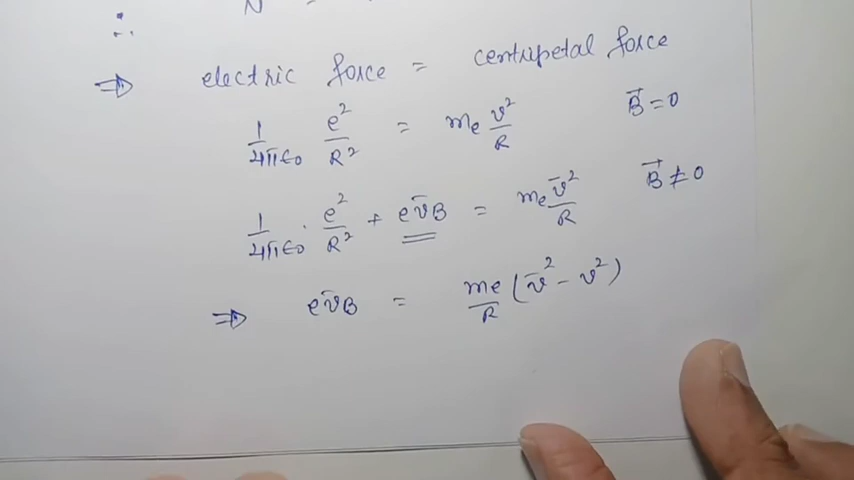 ∴ N
⇒ electric force = centripetal force
1/4πϵ₀ e²/R² = mₑ v²/R B⃗ = 0
1/4πϵ₀ · e²/R² + ev̄B = mₑ v̄²/R B⃗ ≠ 0
⇒ ev̄B = mₑ/R (v̄² - v²)